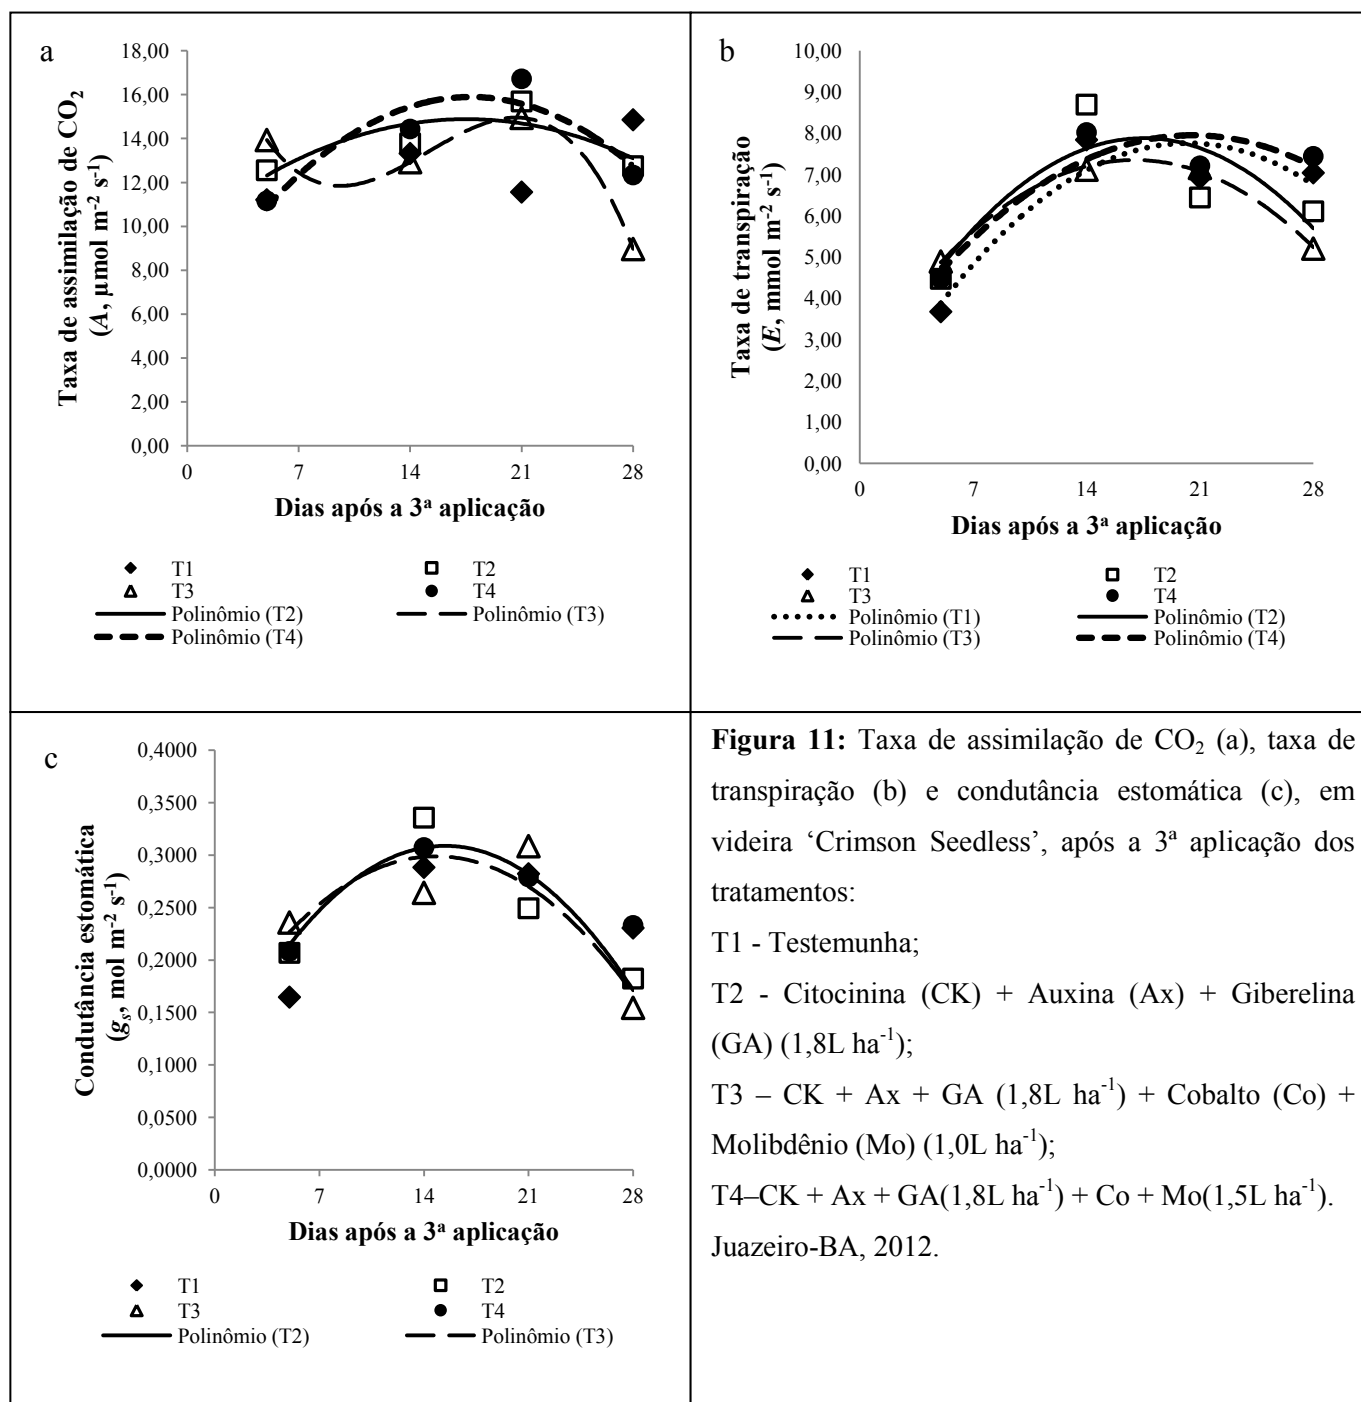 a
Taxa de assimilação de CO₂
(A, µmol m⁻² s⁻¹)
18,00
16,00
14,00
12,00
10,00
8,00
6,00
4,00
2,00
0,00
0 7 14 21 28
Dias após a 3ª aplicação
T1 T2
T3 T4
Polinômio (T2) Polinômio (T3)
Polinômio (T4)
b
Taxa de transpiração
(E, mmol m⁻² s⁻¹)
10,00
9,00
8,00
7,00
6,00
5,00
4,00
3,00
2,00
1,00
0,00
0 7 14 21 28
Dias após a 3ª aplicação
T1 T2
T3 T4
Polinômio (T1) Polinômio (T2)
Polinômio (T3) Polinômio (T4)
c
Condutância estomática
(gₛ, mol m⁻² s⁻¹)
0,4000
0,3500
0,3000
0,2500
0,2000
0,1500
0,1000
0,0500
0,0000
0 7 14 21 28
Dias após a 3ª aplicação
T1 T2
T3 T4
Polinômio (T2) Polinômio (T3)
Figura 11: Taxa de assimilação de CO₂ (a), taxa de
transpiração (b) e condutância estomática (c), em
videira ‘Crimson Seedless’, após a 3ª aplicação dos
tratamentos:
T1 - Testemunha;
T2 - Citocinina (CK) + Auxina (Ax) + Giberelina
(GA) (1,8L ha⁻¹);
T3 – CK + Ax + GA (1,8L ha⁻¹) + Cobalto (Co) +
Molibdênio (Mo) (1,0L ha⁻¹);
T4–CK + Ax + GA(1,8L ha⁻¹) + Co + Mo(1,5L ha⁻¹).
Juazeiro-BA, 2012.